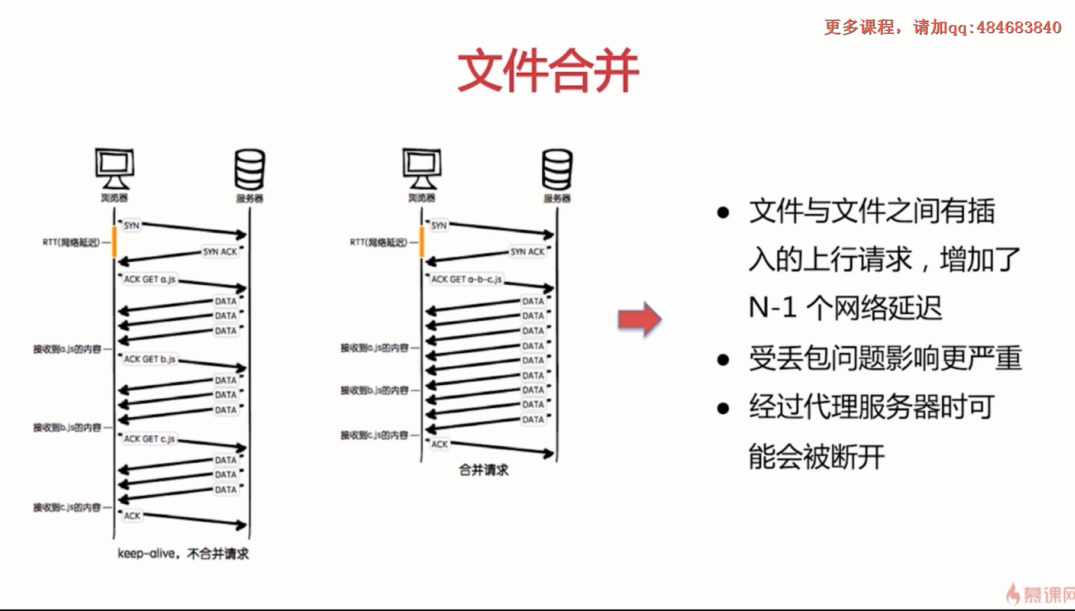 更多课程，请加qq:484683840
文件合并
浏览器
服务器
SYN
RTT(网络延迟)
SYN ACK
ACK GET a.js
DATA
DATA
DATA
接收到a.js的内容
ACK GET b.js
DATA
DATA
DATA
接收到b.js的内容
ACK GET c.js
DATA
DATA
DATA
接收到c.js的内容
ACK
keep-alive，不合并请求
浏览器
服务器
SYN
RTT(网络延迟)
SYN ACK
ACK GET a-b-c.js
DATA
DATA
DATA
接收到a.js的内容
DATA
DATA
DATA
接收到b.js的内容
DATA
DATA
DATA
接收到c.js的内容
ACK
合并请求
● 文件与文件之间有插
入的上行请求，增加了
N-1 个网络延迟
● 受丢包问题影响更严重
● 经过代理服务器时可
能会被断开
慕课网